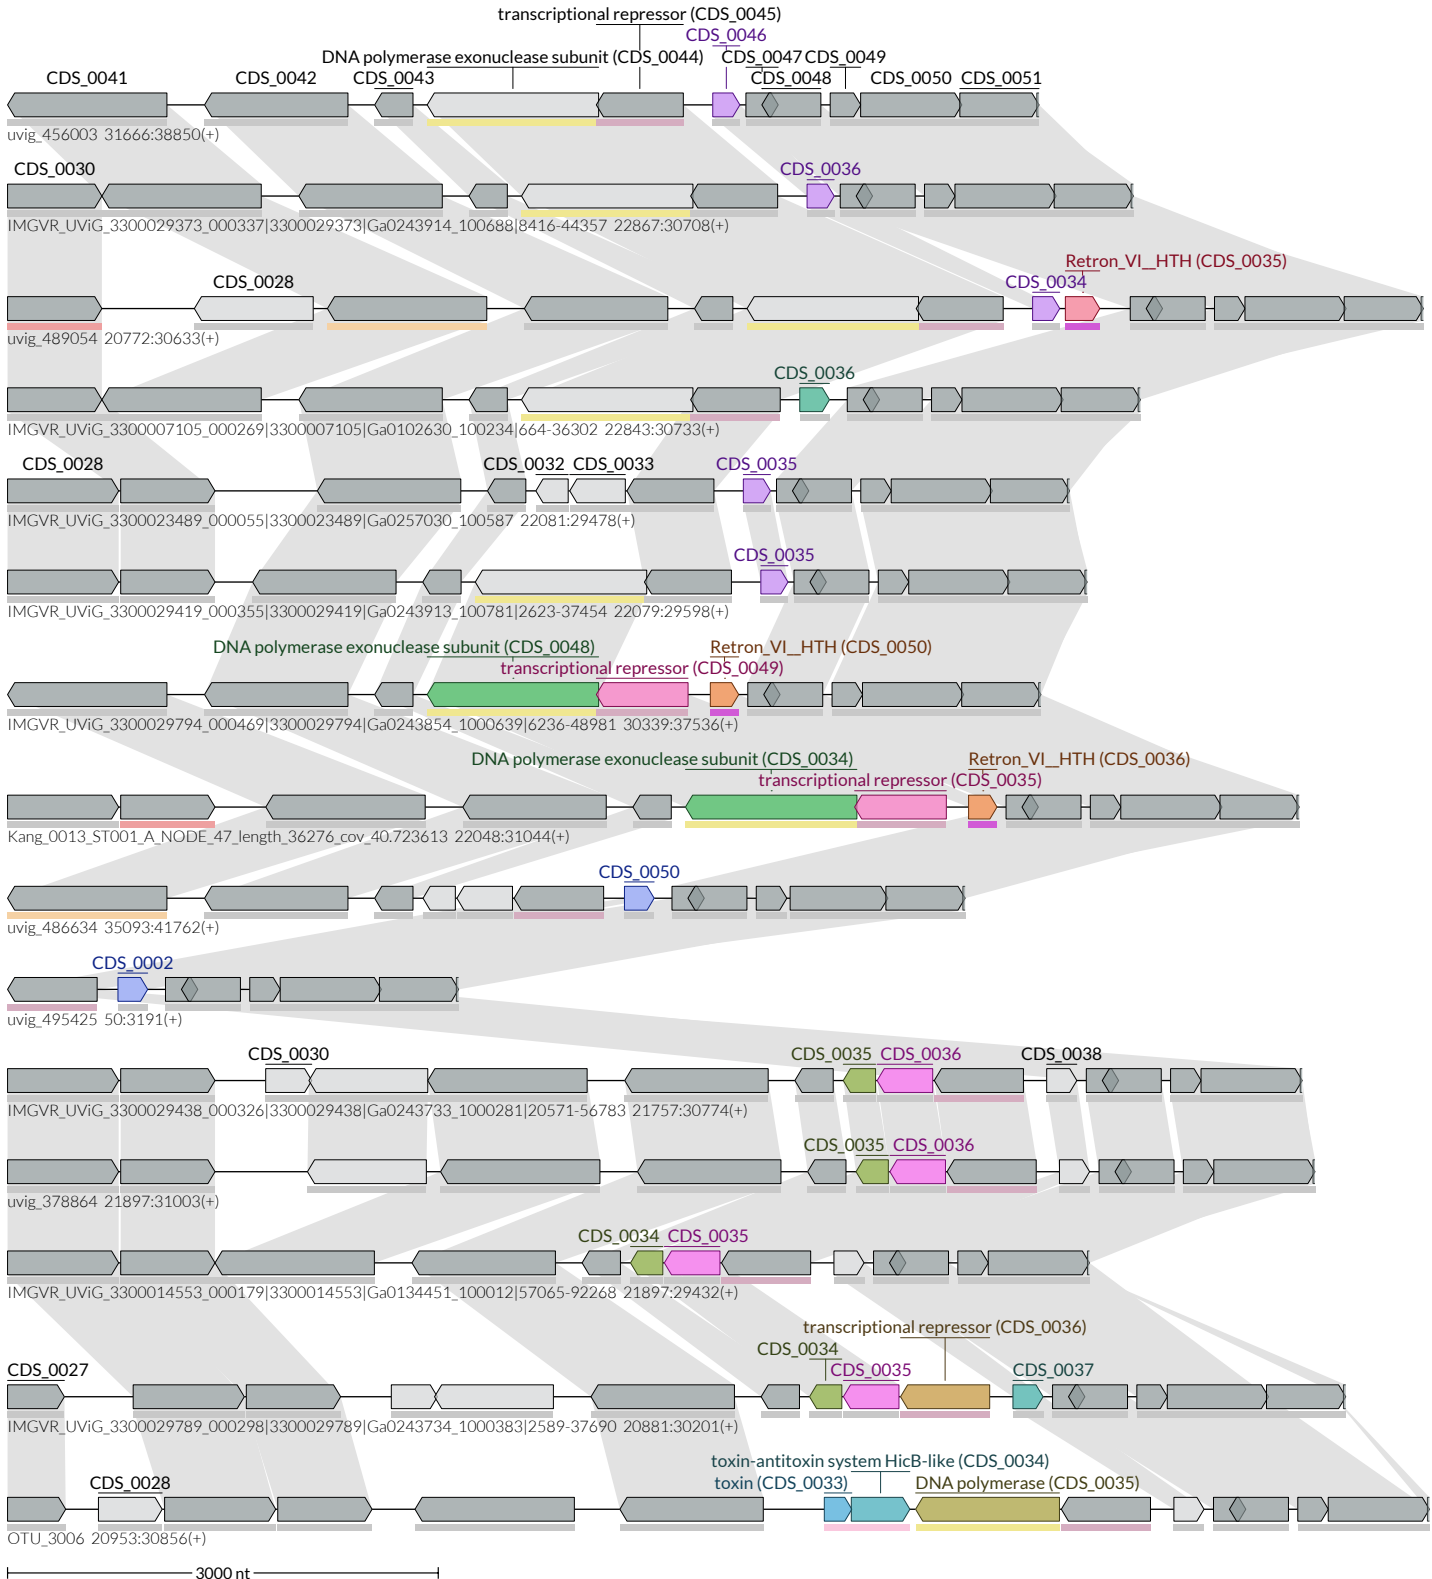 transcriptional repressor (CDS_0045)
CDS_0046
DNA polymerase exonuclease subunit (CDS_0044) CDS_0047 CDS_0049
CDS_0041 CDS_0042 CDS_0043 CDS_0048 CDS_0050 CDS_0051
uvig_456003 31666:38850(+)
CDS_0030 CDS_0036
IMGVR_UViG_3300029373_000337|3300029373|Ga0243914_100688|8416-44357 22867:30708(+)
Retron_VI__HTH (CDS_0035)
CDS_0028 CDS_0034
uvig_489054 20772:30633(+)
CDS_0036
IMGVR_UViG_3300007105_000269|3300007105|Ga0102630_100234|664-36302 22843:30733(+)
CDS_0028 CDS_0032 CDS_0033 CDS_0035
IMGVR_UViG_3300023489_000055|3300023489|Ga0257030_100587 22081:29478(+)
CDS_0035
IMGVR_UViG_3300029419_000355|3300029419|Ga0243913_100781|2623-37454 22079:29598(+)
DNA polymerase exonuclease subunit (CDS_0048) Retron_VI__HTH (CDS_0050)
transcriptional repressor (CDS_0049)
IMGVR_UViG_3300029794_000469|3300029794|Ga0243854_1000639|6236-48981 30339:37536(+)
DNA polymerase exonuclease subunit (CDS_0034) Retron_VI__HTH (CDS_0036)
transcriptional repressor (CDS_0035)
Kang_0013_ST001_A_NODE_47_length_36276_cov_40.723613 22048:31044(+)
CDS_0050
uvig_486634 35093:41762(+)
CDS_0002
uvig_495425 50:3191(+)
CDS_0030 CDS_0035 CDS_0036 CDS_0038
IMGVR_UViG_3300029438_000326|3300029438|Ga0243733_1000281|20571-56783 21757:30774(+)
CDS_0035 CDS_0036
uvig_378864 21897:31003(+)
CDS_0034 CDS_0035
IMGVR_UViG_3300014553_000179|3300014553|Ga0134451_100012|57065-92268 21897:29432(+)
transcriptional repressor (CDS_0036)
CDS_0034
CDS_0027 CDS_0035 CDS_0037
IMGVR_UViG_3300029789_000298|3300029789|Ga0243734_1000383|2589-37690 20881:30201(+)
toxin-antitoxin system HicB-like (CDS_0034)
CDS_0028 toxin (CDS_0033) DNA polymerase (CDS_0035)
OTU_3006 20953:30856(+)
3000 nt